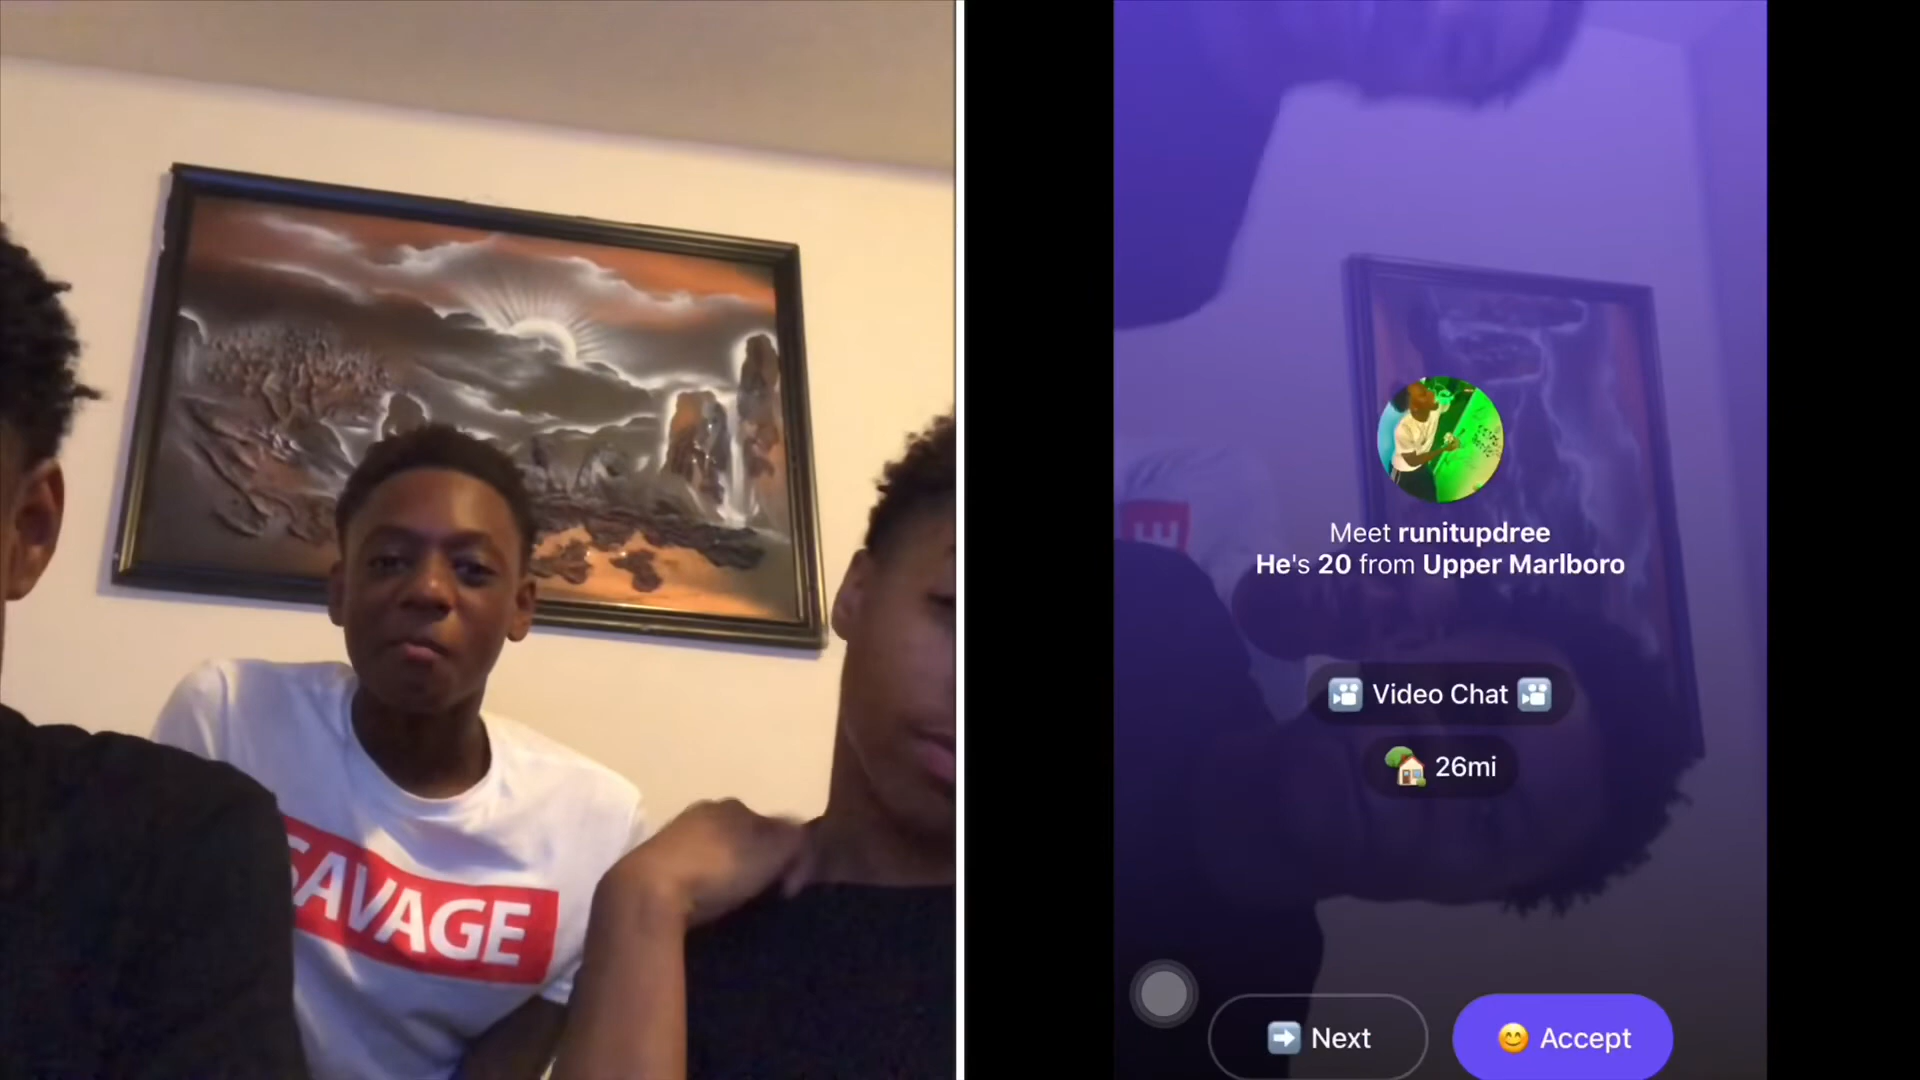 SAVAGE
E
Meet runitupdree
He's 20 from Upper Marlboro
Video Chat
26mi
Next
Accept